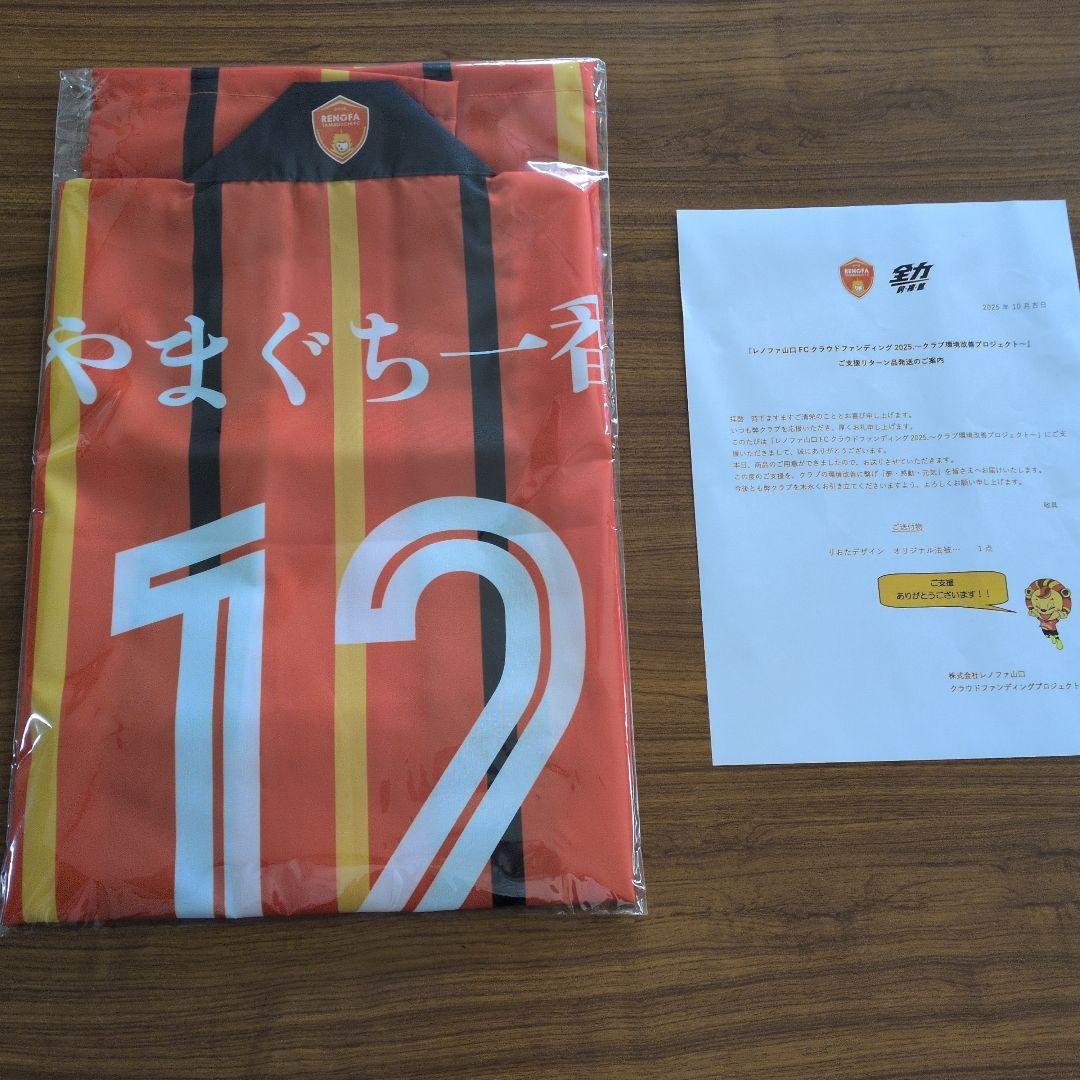 RENOFA
YAMAGUCHI FC
やまぐち一番
12
RENOFA
全力
2025年10月吉日
『レノファ山口FCクラウドファンディング2025.～クラブ環境改善プロジェクト～』
ご支援リターン品発送のご案内
拝啓 時下ますますご清栄のこととお喜び申し上げます。
いつも弊クラブを応援いただき、厚くお礼申し上げます。
このたびは『レノファ山口FCクラウドファンディング2025.～クラブ環境改善プロジェクト～』にご支
援いただきまして、誠にありがとうございます。
本日、商品のご用意ができましたので、お送りさせていただきます。
この度のご支援を、クラブの環境改善に繋げ「夢・感動・元気」を皆さまへお届けいたします。
今後とも弊クラブを末永くお引き立てくださいますよう、よろしくお願い申し上げます。
敬具
ご送付物
りおたデザイン オリジナル法被… 1点
ご支援
ありがとうございます！！
株式会社レノファ山口
クラウドファンディングプロジェクト